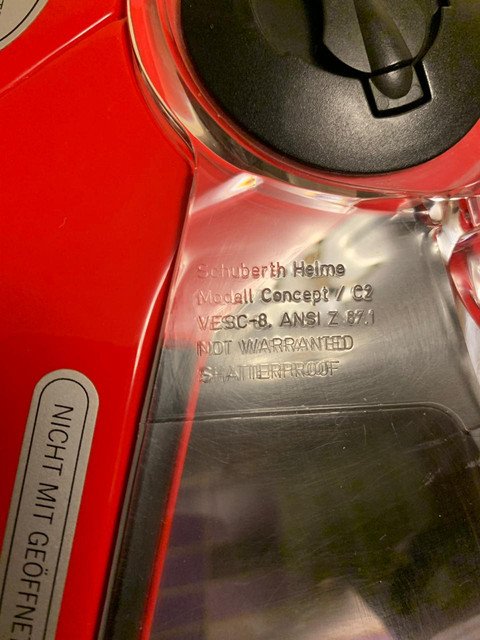 Schuberth Helme
Modell Concept / C2
VESC-8, ANSI Z 87.1
NOT WARRANTED
SHATTERPROOF
NICHT MIT GEÖFFNE